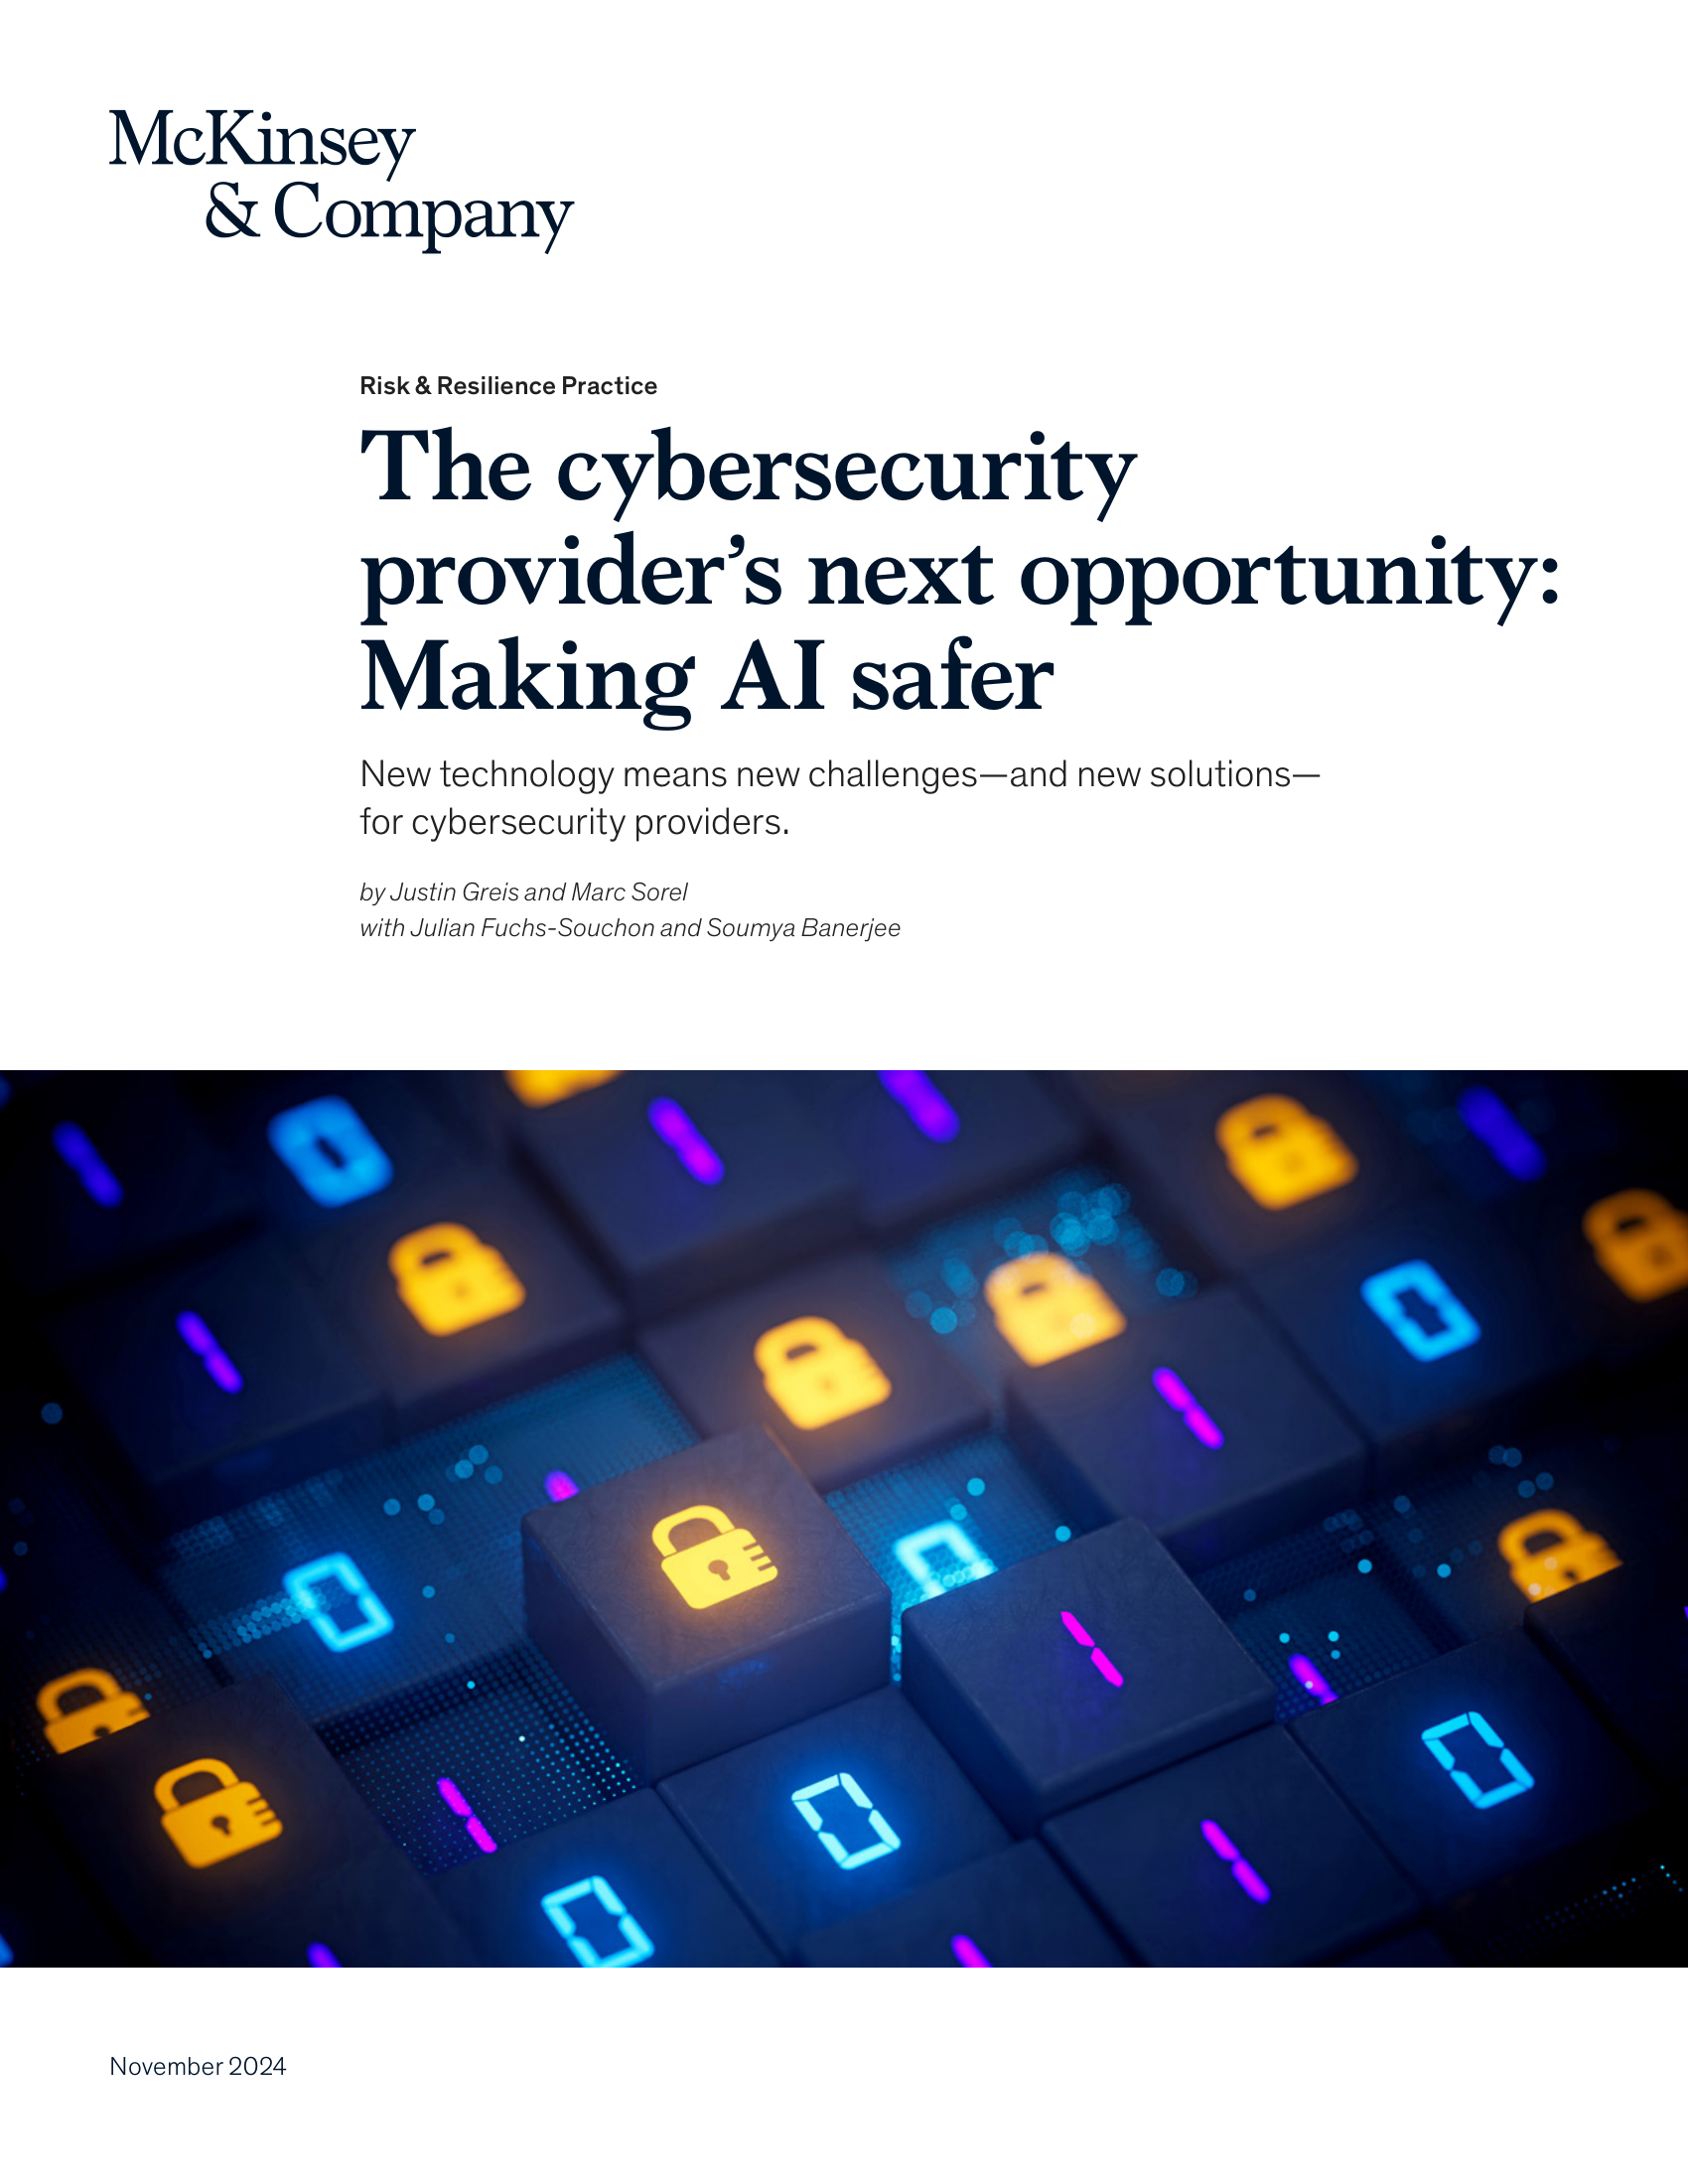 McKinsey
& Company
Risk & Resilience Practice
The cybersecurity
provider’s next opportunity:
Making AI safer
New technology means new challenges—and new solutions—
for cybersecurity providers.
by Justin Greis and Marc Sorel
with Julian Fuchs-Souchon and Soumya Banerjee
November 2024